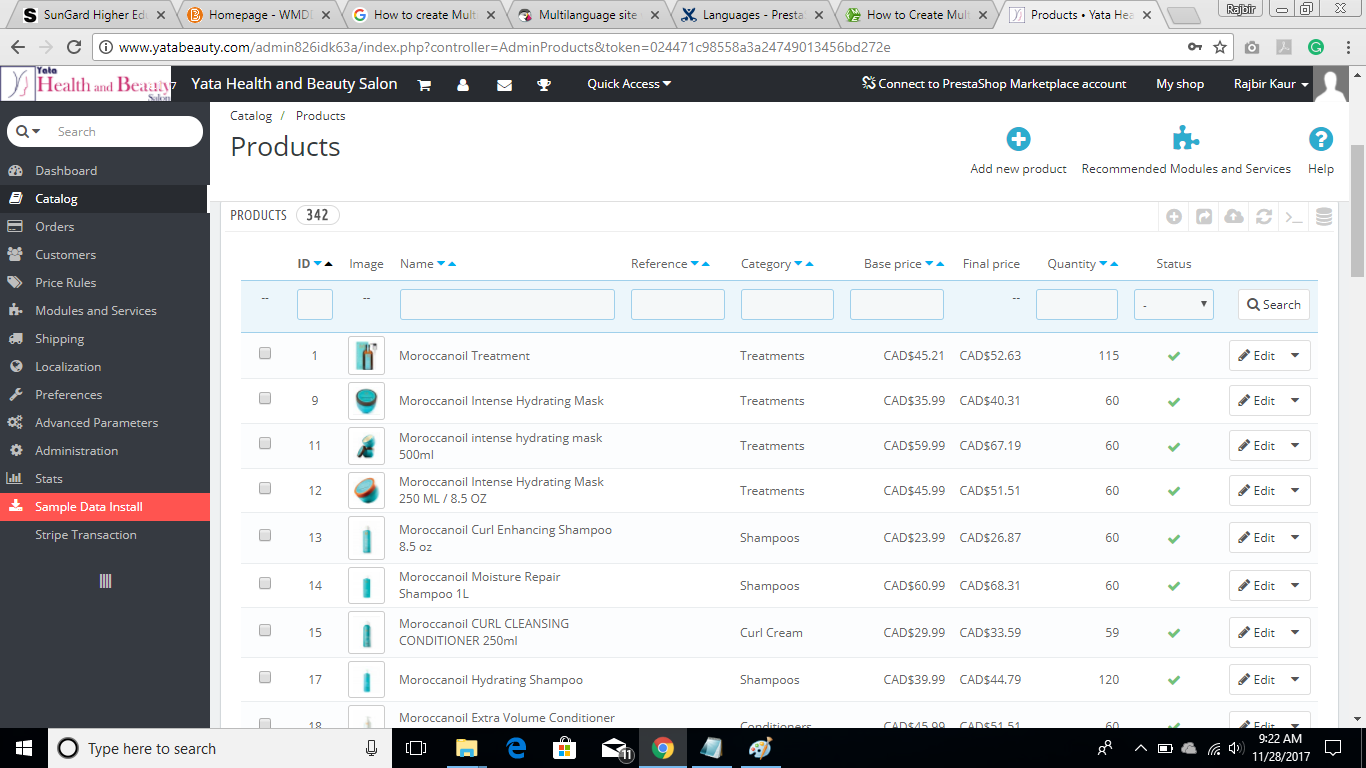 SunGard Higher Edu
Homepage - WMDD
How to create Mult
Multilanguage site
Languages - Presta
How to Create Mult
Products • Yata Hea
Rajbir
www.yatabeauty.com/admin826idk63a/index.php?controller=AdminProducts&token=024471c98558a3a24749013456bd272e
Yata
Health and Beauty
Salon
Yata Health and Beauty Salon
Quick Access
Connect to PrestaShop Marketplace account
My shop
Rajbir Kaur
Search
Dashboard
Catalog
Orders
Customers
Price Rules
Modules and Services
Shipping
Localization
Preferences
Advanced Parameters
Administration
Stats
Sample Data Install
Stripe Transaction
Catalog / Products
Products
Add new product
Recommended Modules and Services
Help
PRODUCTS 342
ID Image Name Reference Category Base price Final price Quantity Status
-- -- -- - Search
1 Moroccanoil Treatment Treatments CAD$45.21 CAD$52.63 115 Edit
9 Moroccanoil Intense Hydrating Mask Treatments CAD$35.99 CAD$40.31 60 Edit
11 Moroccanoil intense hydrating mask
500ml Treatments CAD$59.99 CAD$67.19 60 Edit
12 Moroccanoil Intense Hydrating Mask
250 ML / 8.5 OZ Treatments CAD$45.99 CAD$51.51 60 Edit
13 Moroccanoil Curl Enhancing Shampoo
8.5 oz Shampoos CAD$23.99 CAD$26.87 60 Edit
14 Moroccanoil Moisture Repair
Shampoo 1L Shampoos CAD$60.99 CAD$68.31 60 Edit
15 Moroccanoil CURL CLEANSING
CONDITIONER 250ml Curl Cream CAD$29.99 CAD$33.59 59 Edit
17 Moroccanoil Hydrating Shampoo Shampoos CAD$39.99 CAD$44.79 120 Edit
18 Moroccanoil Extra Volume Conditioner Conditioners CAD$45.99 CAD$51.51 60 Edit
Type here to search
11
9:22 AM
11/28/2017